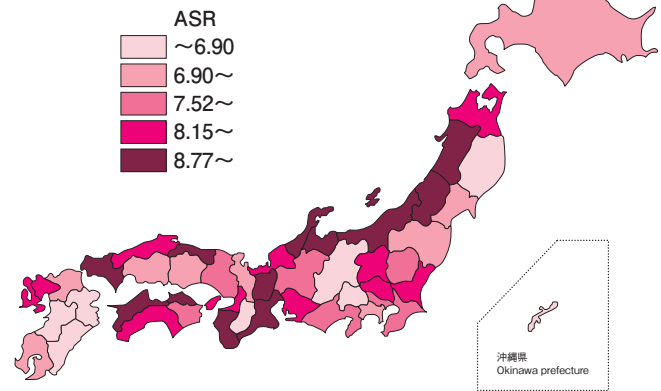 ASR
～6.90
6.90～
7.52～
8.15～
8.77～
沖縄県
Okinawa prefecture